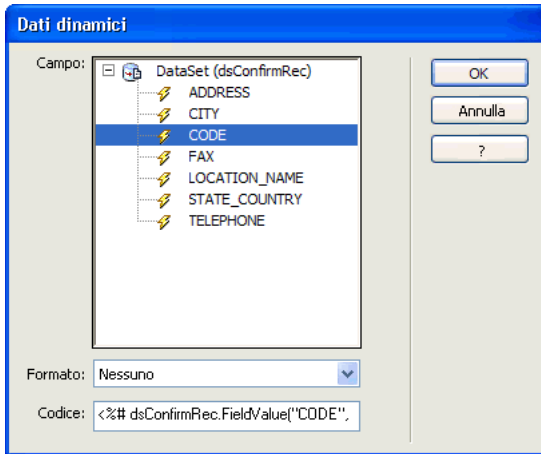 Dati dinamici
Campo:
DataSet (dsConfirmRec)
ADDRESS
CITY
CODE
FAX
LOCATION_NAME
STATE_COUNTRY
TELEPHONE
OK
Annulla
?
Formato: Nessuno
Codice: <%# dsConfirmRec.FieldValue("CODE",